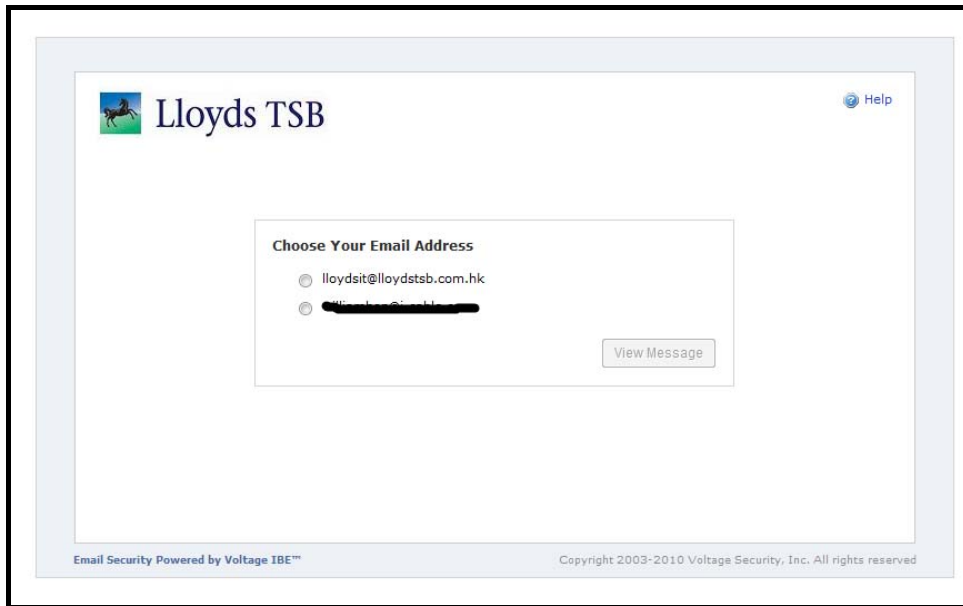 Lloyds TSB
Help
Choose Your Email Address
lloydsit@lloydstsb.com.hk
View Message
Email Security Powered by Voltage IBE™
Copyright 2003-2010 Voltage Security, Inc. All rights reserved